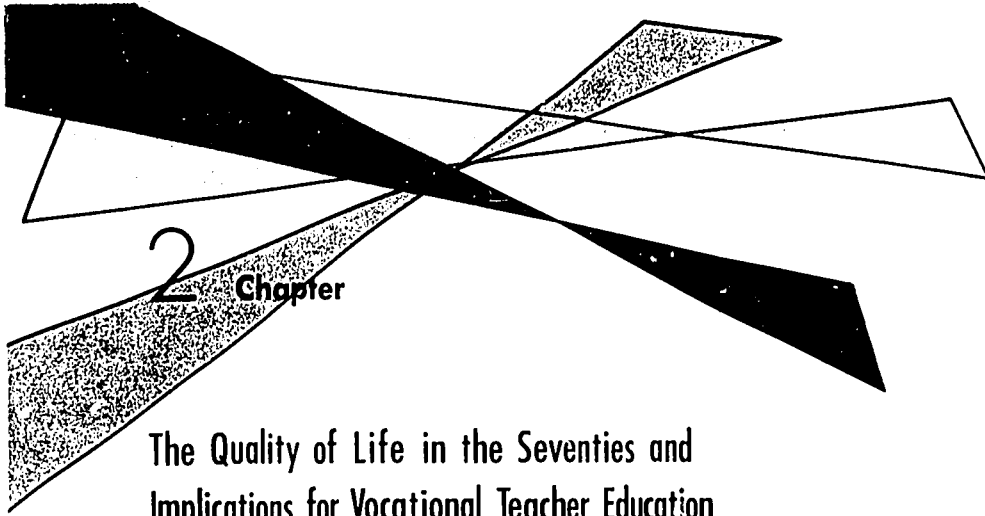 2 Chapter
The Quality of Life in the Seventies and
Implications for Vocational Teacher Education